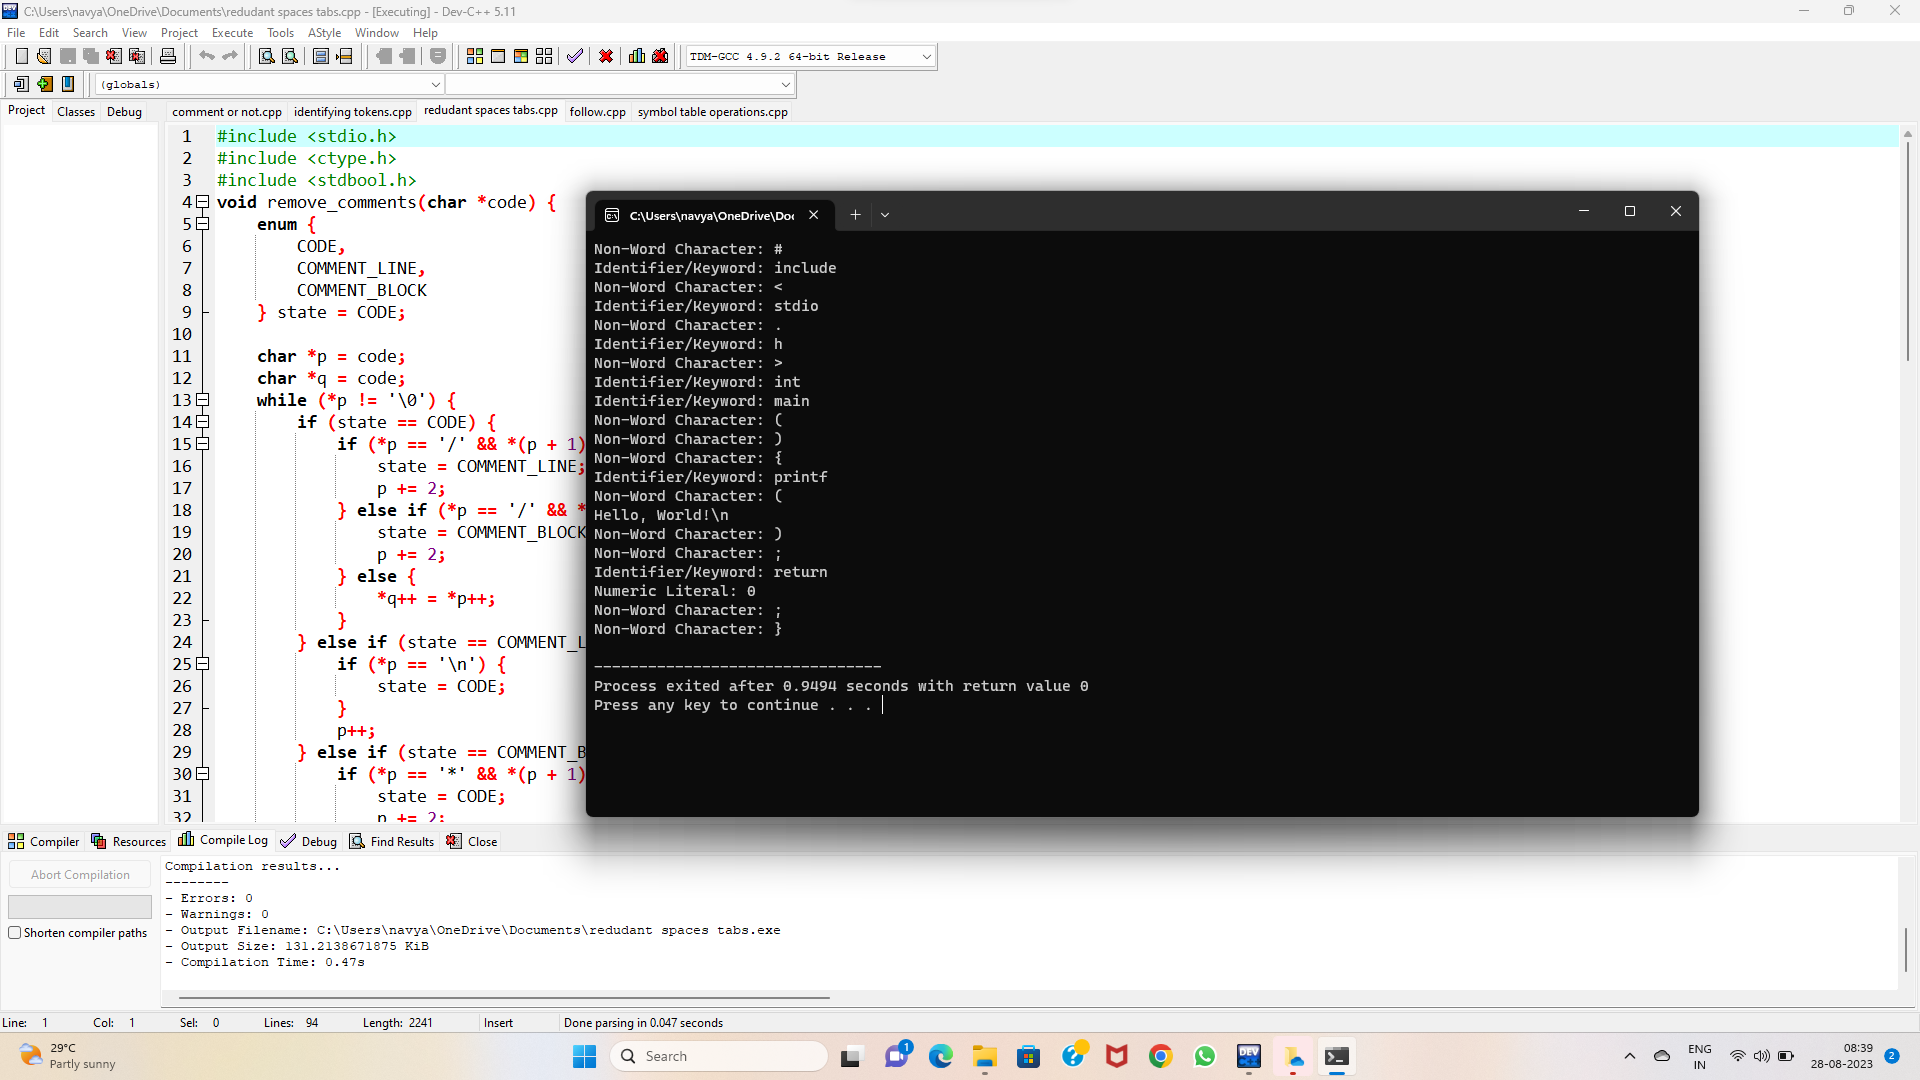 C:\Users\navya\OneDrive\Documents\redudant spaces tabs.cpp - [Executing] - Dev-C++ 5.11
File Edit Search View Project Execute Tools AStyle Window Help
TDM-GCC 4.9.2 64-bit Release
(globals)
Project Classes Debug
comment or not.cpp identifying tokens.cpp redudant spaces tabs.cpp follow.cpp symbol table operations.cpp
1 #include <stdio.h>
2 #include <ctype.h>
3 #include <stdbool.h>
4 void remove_comments(char *code) {
5 enum {
6 CODE,
7 COMMENT_LINE,
8 COMMENT_BLOCK
9 } state = CODE;
10
11 char *p = code;
12 char *q = code;
13 while (*p != '\0') {
14 if (state == CODE) {
15 if (*p == '/' && *(p + 1)
16 state = COMMENT_LINE;
17 p += 2;
18 } else if (*p == '/' && *
19 state = COMMENT_BLOCK
20 p += 2;
21 } else {
22 *q++ = *p++;
23 }
24 } else if (state == COMMENT_L
25 if (*p == '\n') {
26 state = CODE;
27 }
28 p++;
29 } else if (state == COMMENT_B
30 if (*p == '*' && *(p + 1)
31 state = CODE;
32 p += 2;
C:\Users\navya\OneDrive\Doc
Non-Word Character: #
Identifier/Keyword: include
Non-Word Character: <
Identifier/Keyword: stdio
Non-Word Character: .
Identifier/Keyword: h
Non-Word Character: >
Identifier/Keyword: int
Identifier/Keyword: main
Non-Word Character: (
Non-Word Character: )
Non-Word Character: {
Identifier/Keyword: printf
Non-Word Character: (
Hello, World!\n
Non-Word Character: )
Non-Word Character: ;
Identifier/Keyword: return
Numeric Literal: 0
Non-Word Character: ;
Non-Word Character: }
--------------------------------
Process exited after 0.9494 seconds with return value 0
Press any key to continue . . .
Compiler Resources Compile Log Debug Find Results Close
Abort Compilation
Shorten compiler paths
Compilation results...
--------
- Errors: 0
- Warnings: 0
- Output Filename: C:\Users\navya\OneDrive\Documents\redudant spaces tabs.exe
- Output Size: 131.2138671875 KiB
- Compilation Time: 0.47s
Line: 1 Col: 1 Sel: 0 Lines: 94 Length: 2241 Insert Done parsing in 0.047 seconds
29°C
Partly sunny
Search
1
DEV
ENG
IN
08:39
28-08-2023
2